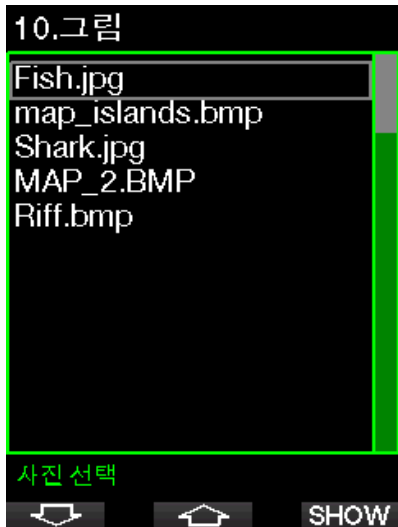 10.그림
Fish.jpg
map_islands.bmp
Shark.jpg
MAP_2.BMP
Riff.bmp
사진 선택
SHOW